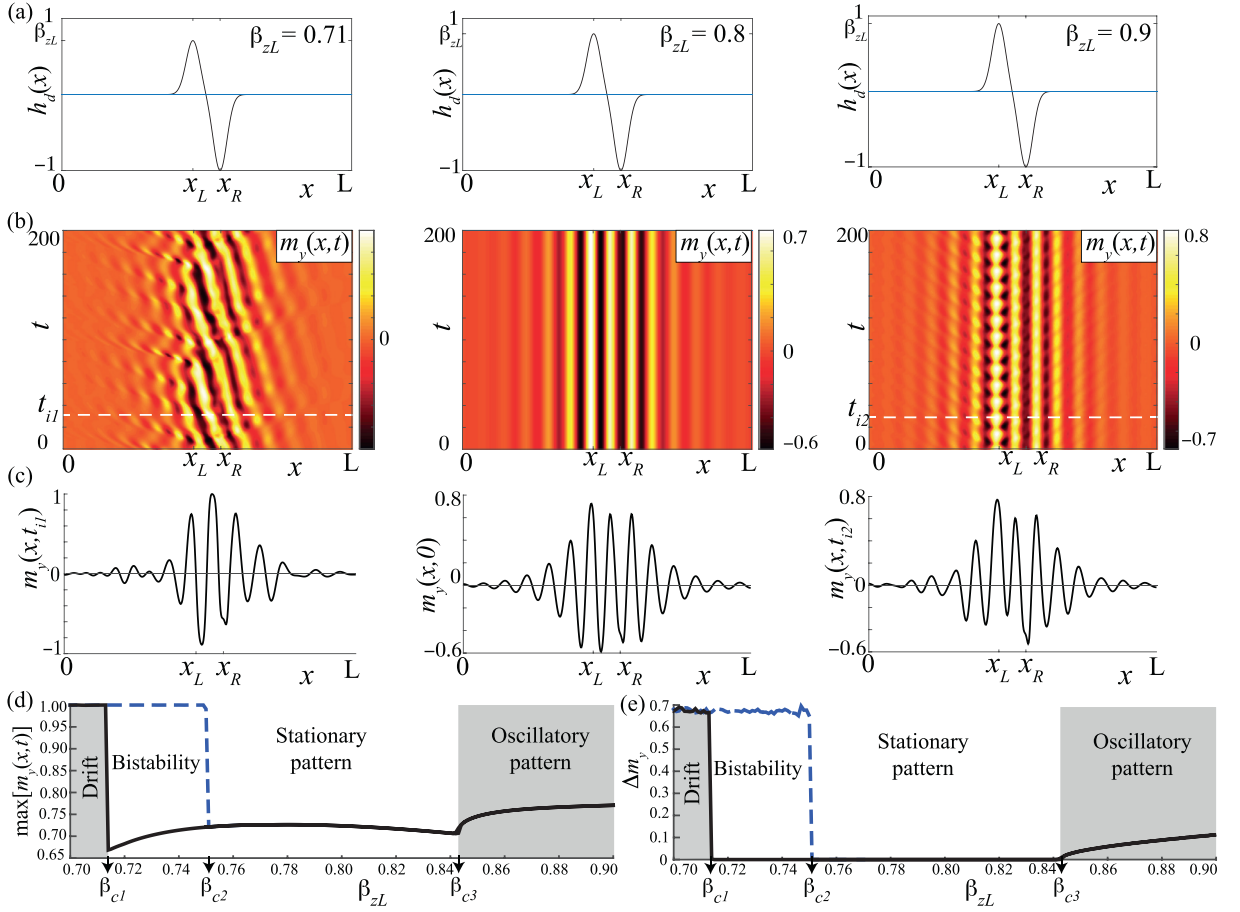 (a)
1
β_zL
h_d(x)
−1
β_zL = 0.71
0
x_L
x_R
x
L
1
β_zL
h_d(x)
−1
β_zL = 0.8
0
x_L
x_R
x
L
1
β_zL
h_d(x)
−1
β_zL = 0.9
0
x_L
x_R
x
L
(b)
200
t
t_i1
0
m_y(x,t)
0
0
x_L
x_R
x
L
200
t
0
m_y(x,t)
0.7
0
−0.6
0
x_L
x_R
x
L
200
t
t_i2
0
m_y(x,t)
0.8
0
−0.7
0
x_L
x_R
x
L
(c)
1
m_y(x,t_i1)
0
−1
0
x_L
x_R
x
L
0.8
m_y(x,0)
0
−0.6
0
x_L
x_R
x
L
0.8
m_y(x,t_i2)
0
−0.6
0
x_L
x_R
x
L
(d)
max[m_y(x,t)]
1.00
0.95
0.90
0.85
0.80
0.75
0.70
0.65
Drift
Bistability
Stationary
pattern
Oscillatory
pattern
0.70 0.72 0.74 0.76 0.78 0.80 0.82 0.84 0.86 0.88 0.90
β_c1
β_c2
β_zL
β_c3
(e)
Δm_y
0.7
0.6
0.5
0.4
0.3
0.2
0.1
0
Drift
Bistability
Stationary
pattern
Oscillatory
pattern
0.70 0.72 0.74 0.76 0.78 0.80 0.82 0.84 0.86 0.88 0.90
β_c1
β_c2
β_zL
β_c3